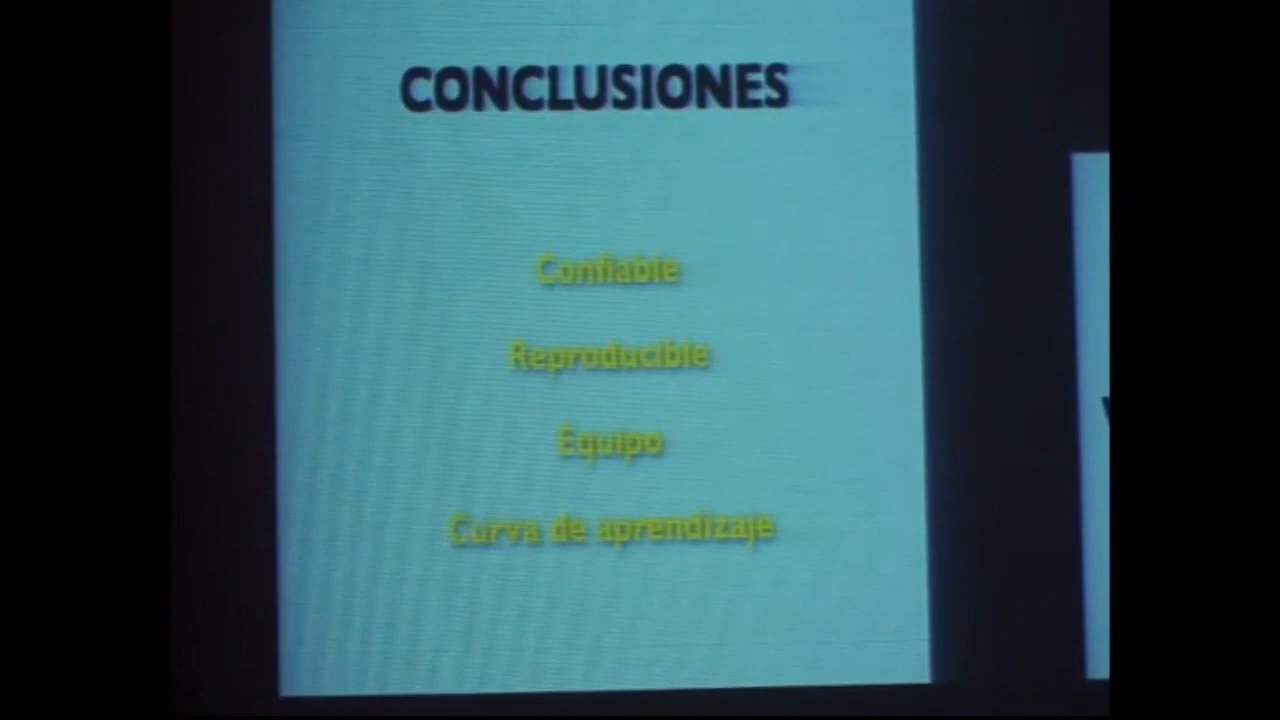 CONCLUSIONES
Confiable
Reproducible
Equipo
Curva de aprendizaje